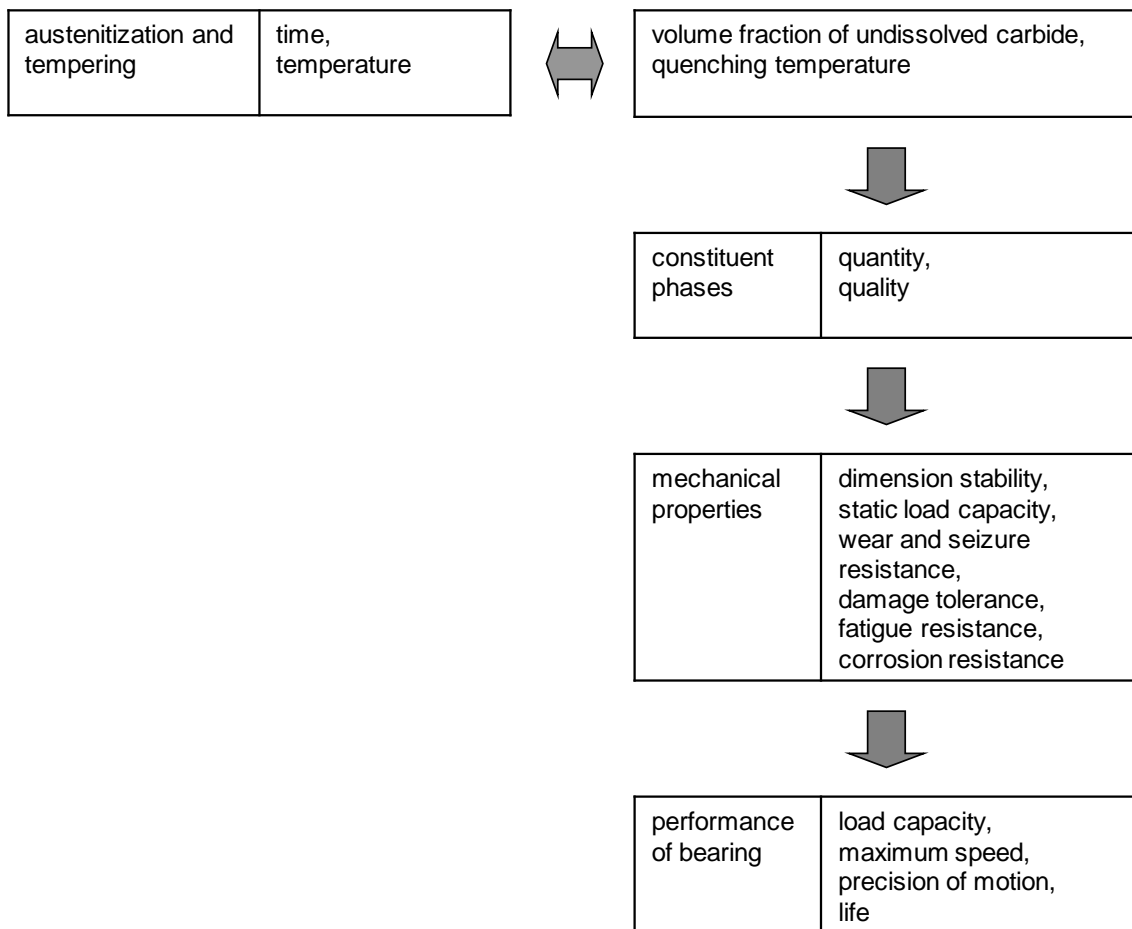 austenitization and
tempering
time,
temperature
volume fraction of undissolved carbide,
quenching temperature
constituent
phases
quantity,
quality
mechanical
properties
dimension stability,
static load capacity,
wear and seizure
resistance,
damage tolerance,
fatigue resistance,
corrosion resistance
performance
of bearing
load capacity,
maximum speed,
precision of motion,
life